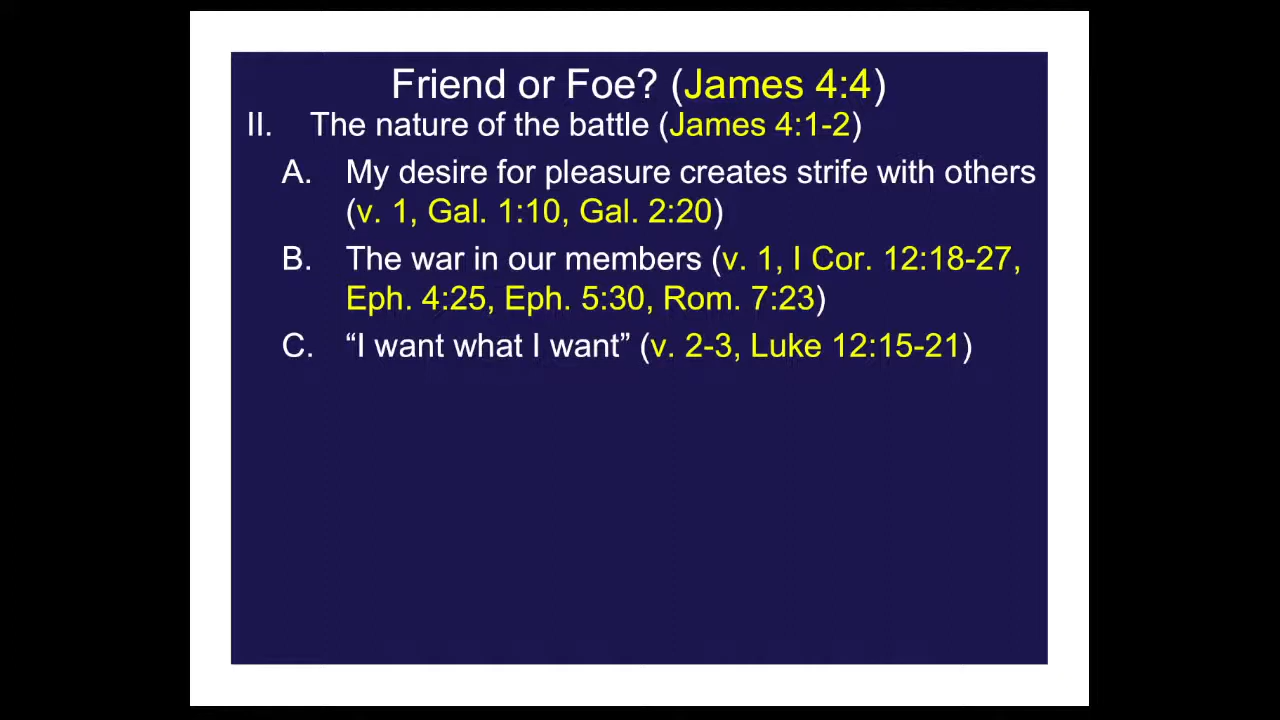 Friend or Foe? (James 4:4)
II. The nature of the battle (James 4:1-2)
A. My desire for pleasure creates strife with others
(v. 1, Gal. 1:10, Gal. 2:20)
B. The war in our members (v. 1, I Cor. 12:18-27,
Eph. 4:25, Eph. 5:30, Rom. 7:23)
C. “I want what I want” (v. 2-3, Luke 12:15-21)